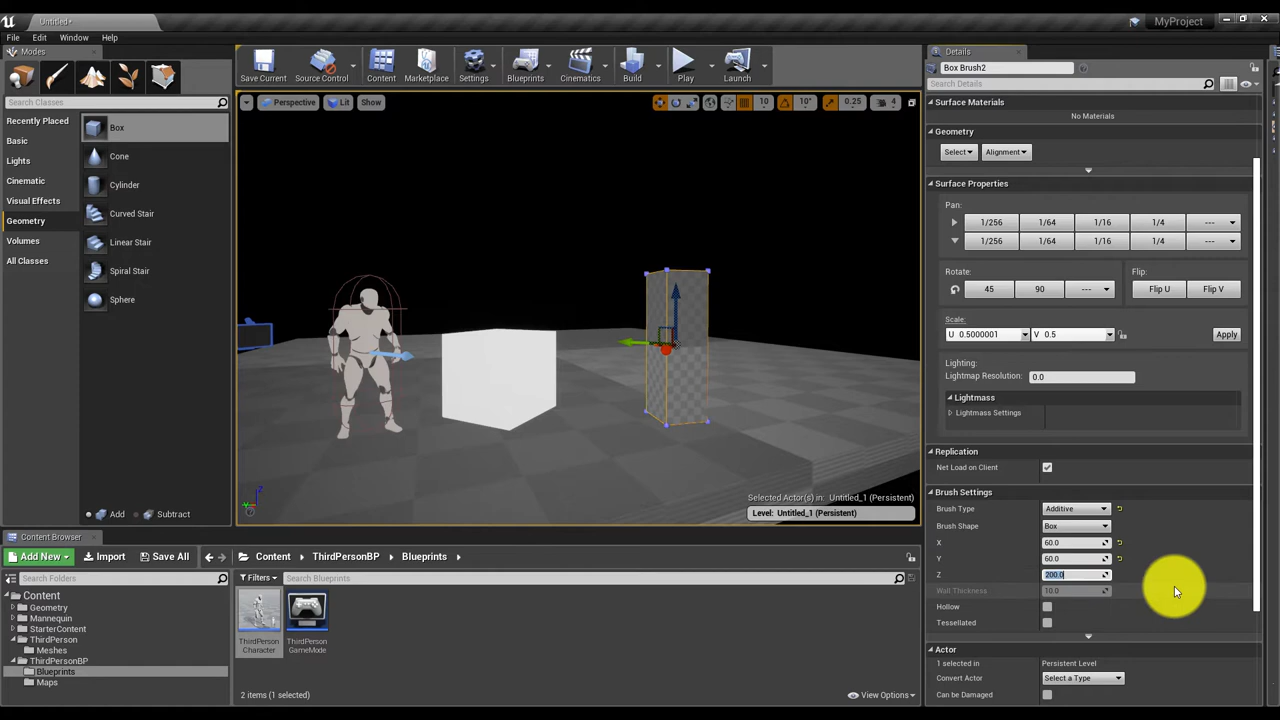 Untitled*
MyProject
File Edit Window Help
Modes
Search Classes
Recently Placed
Basic
Lights
Cinematic
Visual Effects
Geometry
Volumes
All Classes
Box
Cone
Cylinder
Curved Stair
Linear Stair
Spiral Stair
Sphere
Add Subtract
Save Current Source Control Content Marketplace Settings Blueprints Cinematics Build Play Launch
Perspective Lit Show 10 10° 0.25 4
Selected Actor(s) in: Untitled_1 (Persistent)
Level: Untitled_1 (Persistent)
Content Browser
Add New Import Save All Content ThirdPersonBP Blueprints
Search Folders
Content
Geometry
Mannequin
StarterContent
ThirdPerson
Meshes
ThirdPersonBP
Blueprints
Maps
Filters Search Blueprints
ThirdPerson
Character
ThirdPerson
GameMode
2 items (1 selected) View Options
Details
Box Brush2
Search Details
Surface Materials
No Materials
Geometry
Select Alignment
Surface Properties
Pan:
1/256 1/64 1/16 1/4 ---
1/256 1/64 1/16 1/4 ---
Rotate: Flip:
45 90 --- Flip U Flip V
Scale:
U 0.5000001 V 0.5 Apply
Lighting:
Lightmap Resolution: 0.0
Lightmass
Lightmass Settings
Replication
Net Load on Client
Brush Settings
Brush Type Additive
Brush Shape Box
X 60.0
Y 60.0
Z 200.0
Wall Thickness 10.0
Hollow
Tessellated
Actor
1 selected in Persistent Level
Convert Actor Select a Type
Can be Damaged